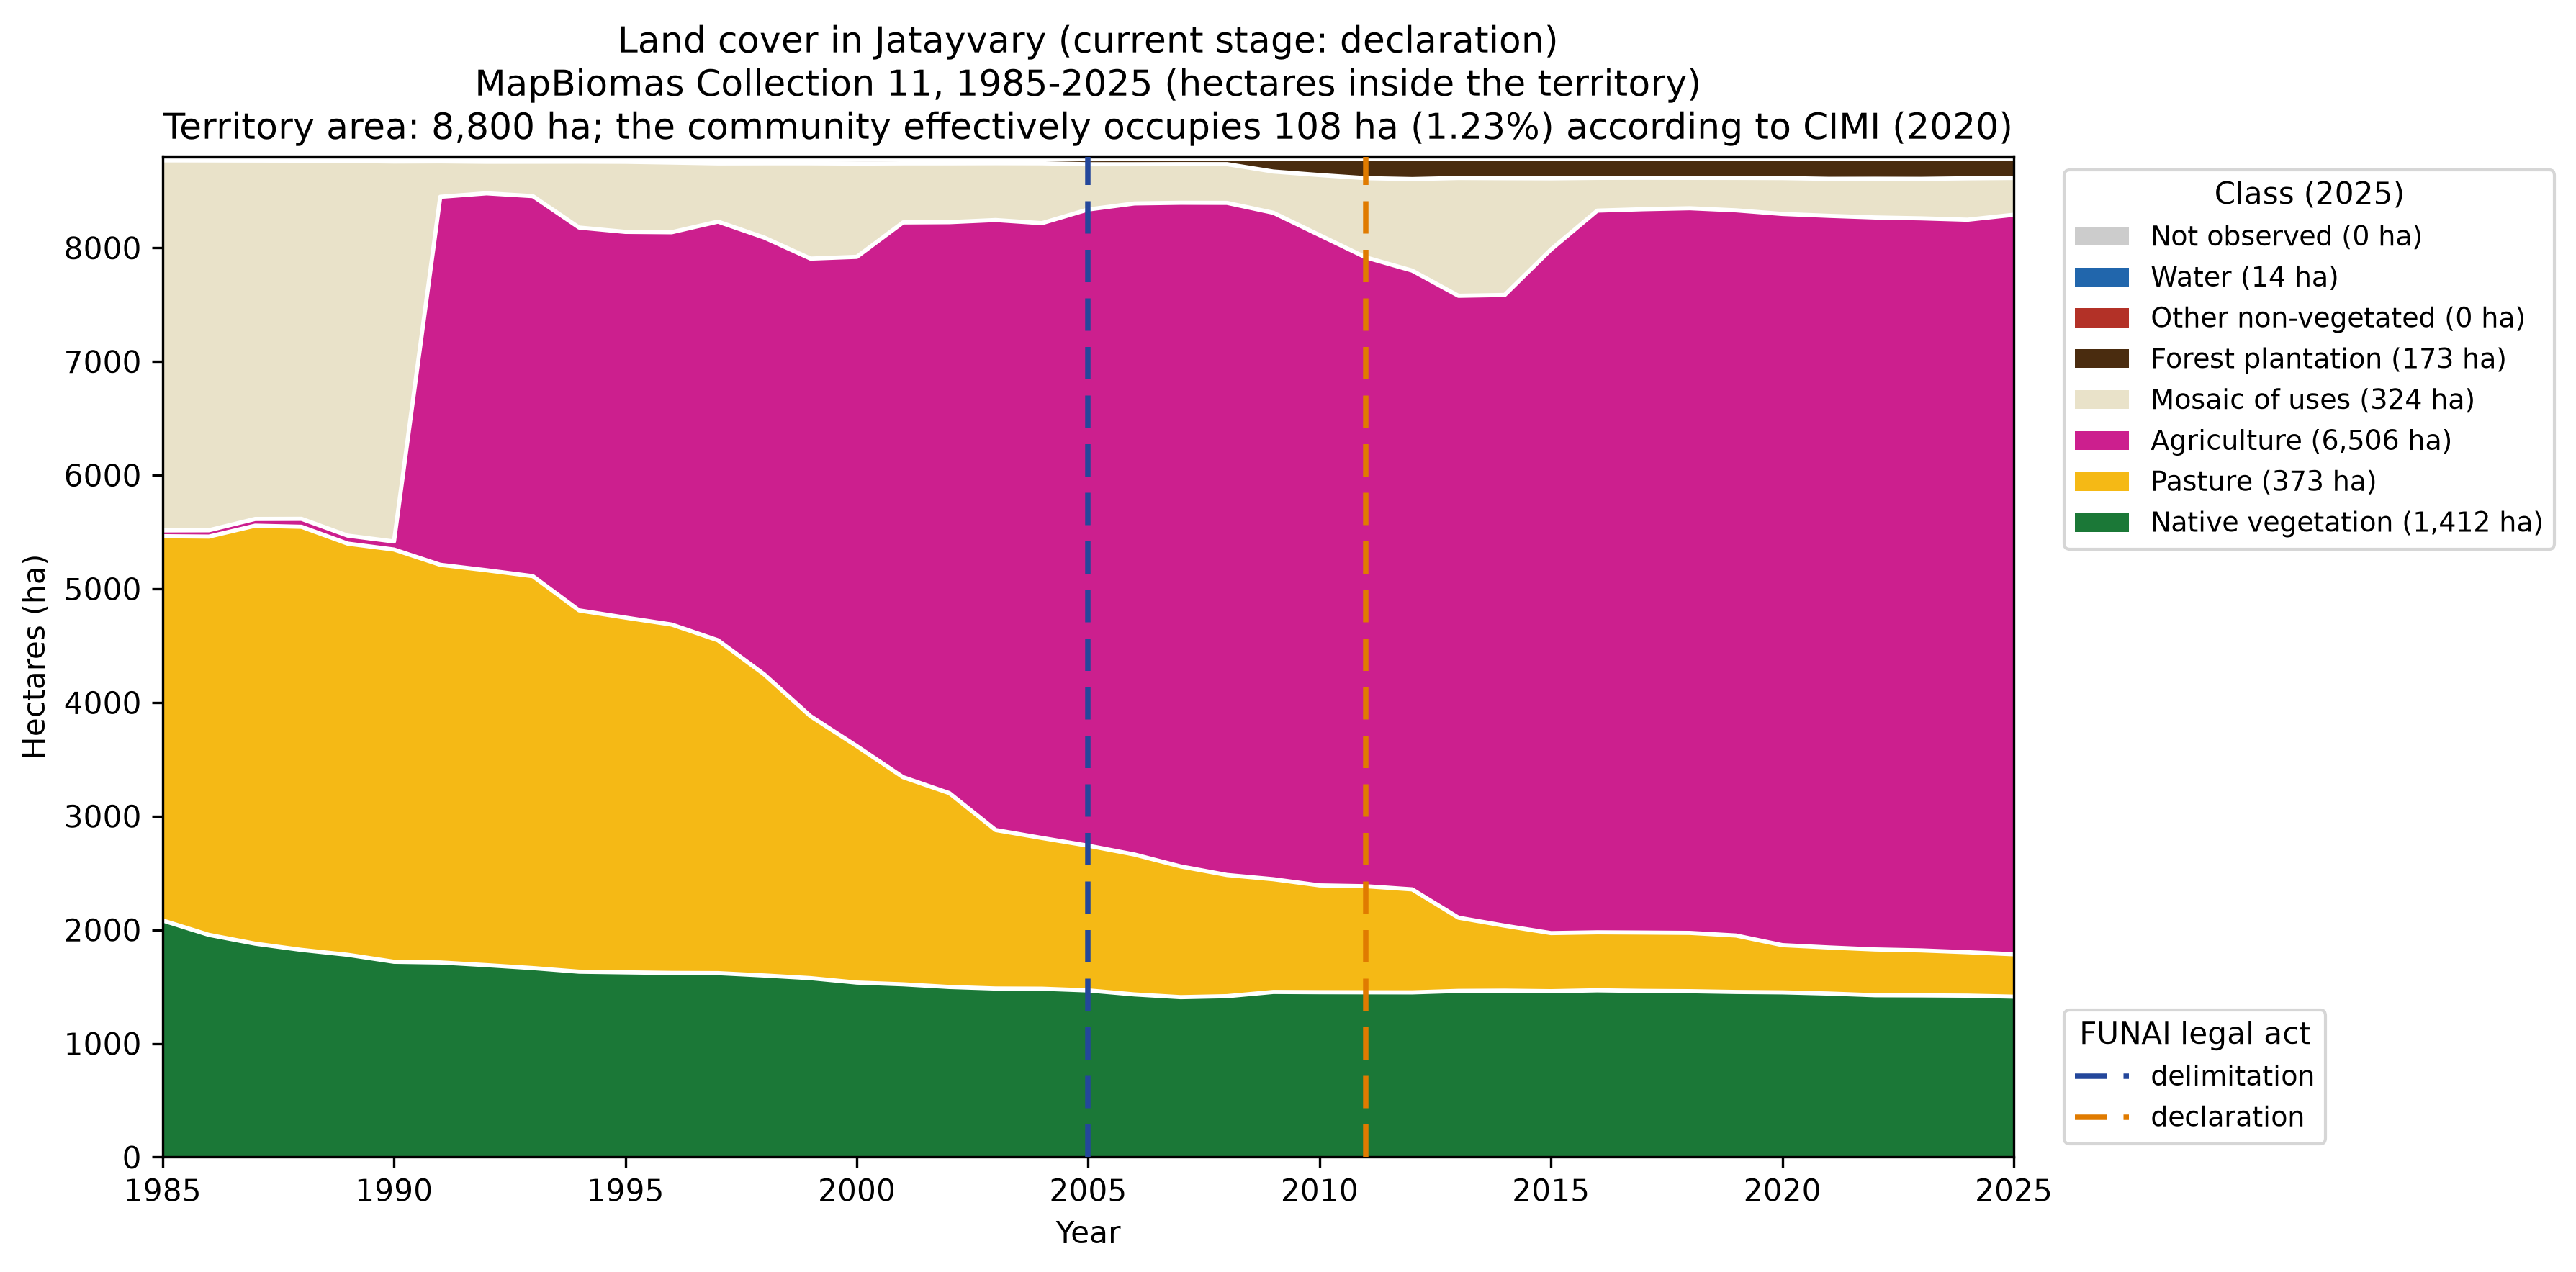 Land cover in Jatayvary (current stage: declaration)
MapBiomas Collection 11, 1985-2025 (hectares inside the territory)
Territory area: 8,800 ha; the community effectively occupies 108 ha (1.23%) according to CIMI (2020)
Hectares (ha)
8000
7000
6000
5000
4000
3000
2000
1000
0
1985
1990
1995
2000
2005
2010
2015
2020
2025
Year
Class (2025)
Not observed (0 ha)
Water (14 ha)
Other non-vegetated (0 ha)
Forest plantation (173 ha)
Mosaic of uses (324 ha)
Agriculture (6,506 ha)
Pasture (373 ha)
Native vegetation (1,412 ha)
FUNAI legal act
delimitation
declaration